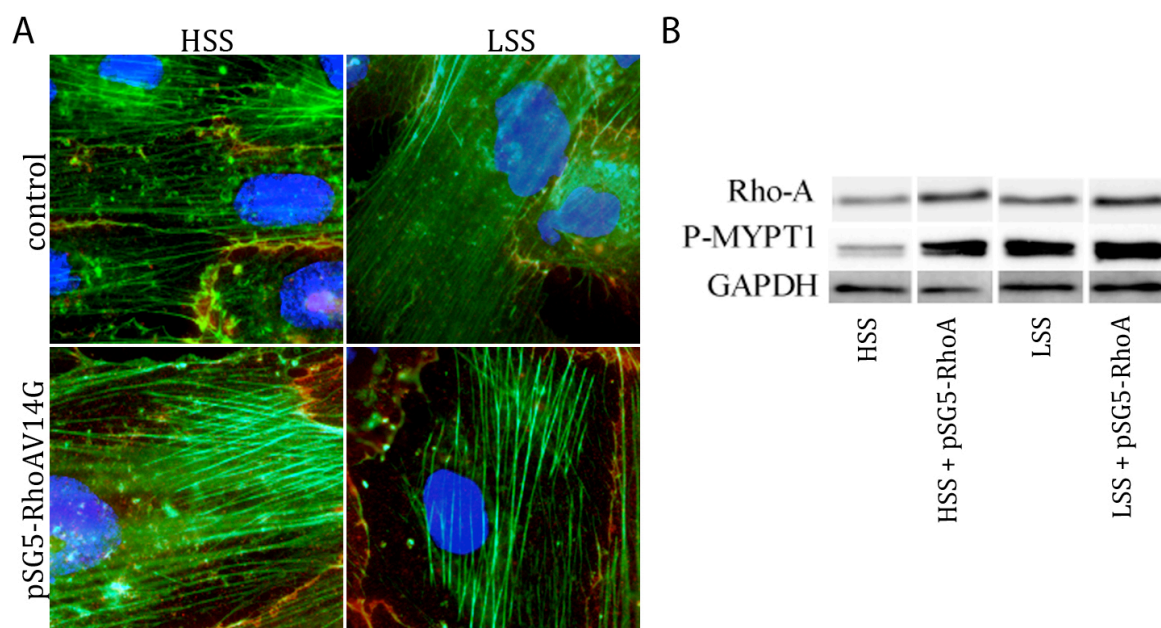 A
HSS
LSS
control
pSG5-RhoAV14G
B
Rho-A
P-MYPT1
GAPDH
HSS
HSS + pSG5-RhoA
LSS
LSS + pSG5-RhoA